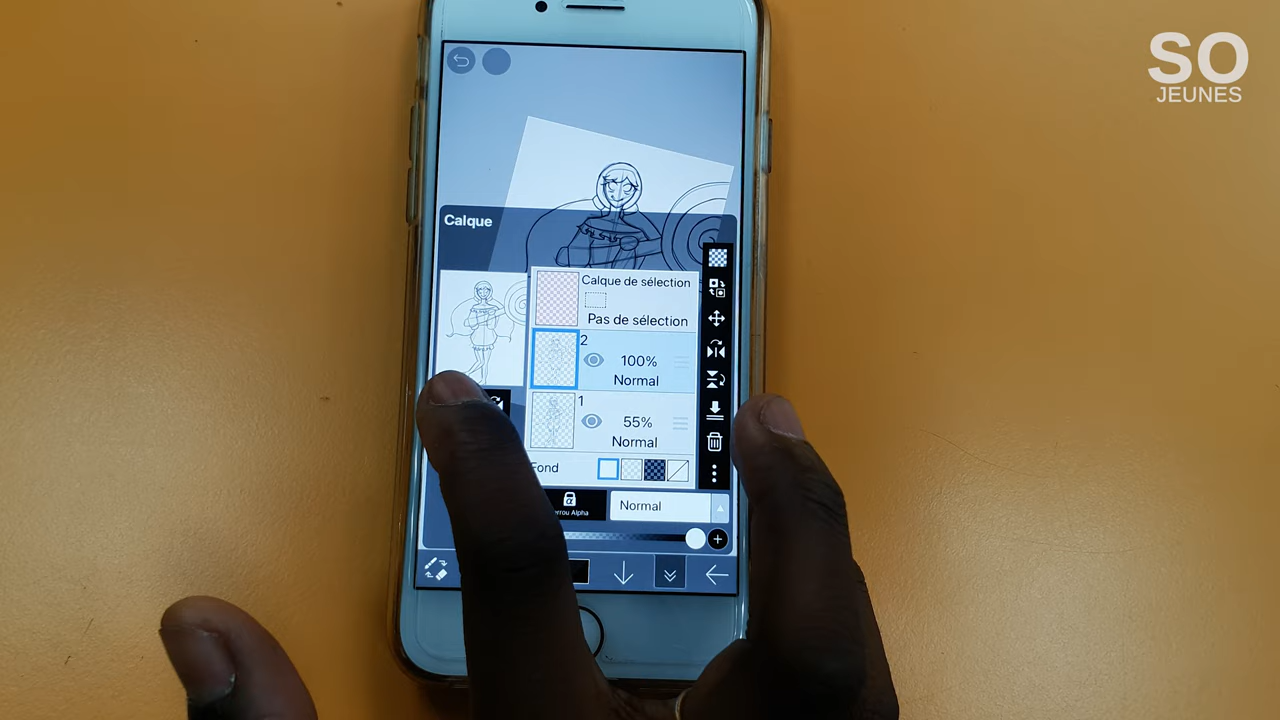 SO
JEUNES
Calque
Calque de sélection
Pas de sélection
2
100%
Normal
1
55%
Normal
Fond
Normal